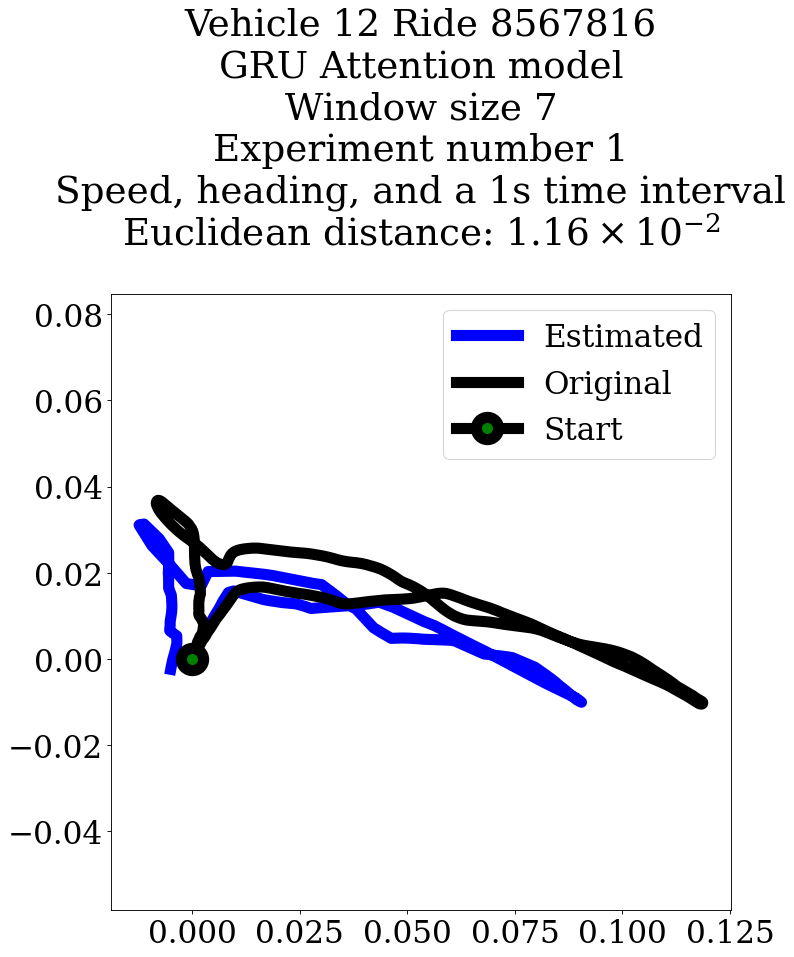 Vehicle 12 Ride 8567816
GRU Attention model
Window size 7
Experiment number 1
Speed, heading, and a 1s time interval
Euclidean distance: 1.16 × 10⁻²
Estimated
Original
Start
0.08
0.06
0.04
0.02
0.00
−0.02
−0.04
0.000 0.025 0.050 0.075 0.100 0.125